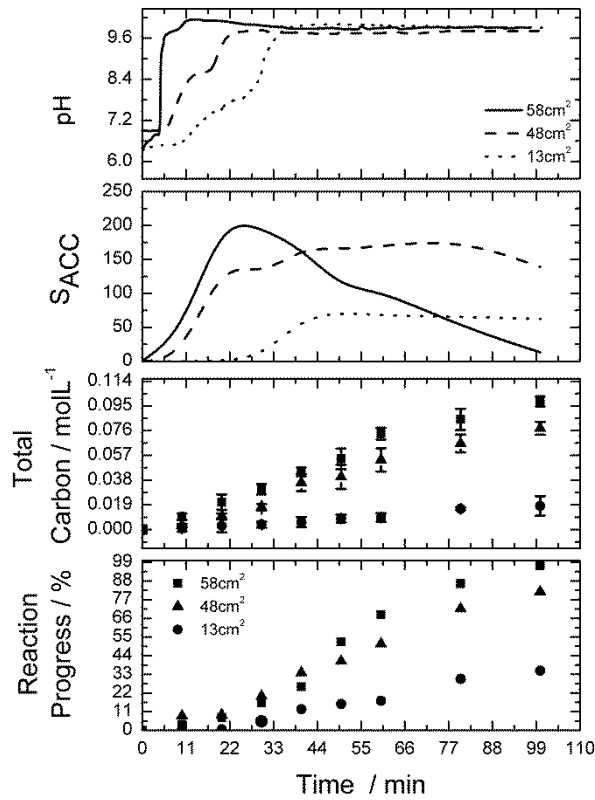 9.6
8.4
7.2
6.0
pH
58cm²
48cm²
13cm²
250
200
150
100
50
0
S_ACC
0.114
0.095
0.076
0.057
0.038
0.019
0.000
Total
Carbon / molL⁻¹
99
88
77
66
55
44
33
22
11
0
Reaction
Progress / %
58cm²
48cm²
13cm²
0 11 22 33 44 55 66 77 88 99 110
Time / min